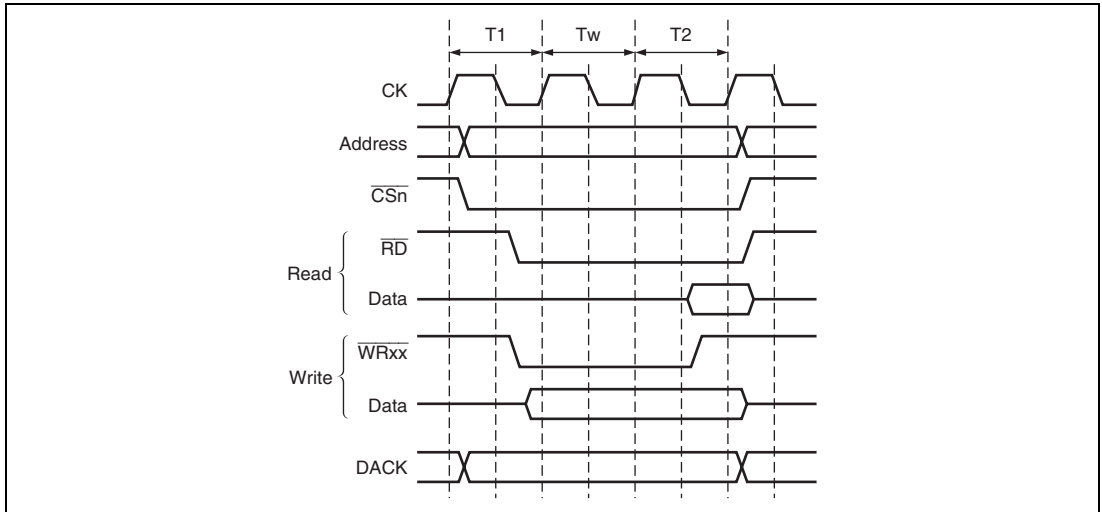 T1 Tw T2
CK
Address
CSn
RD
Read
Data
WRxx
Write
Data
DACK